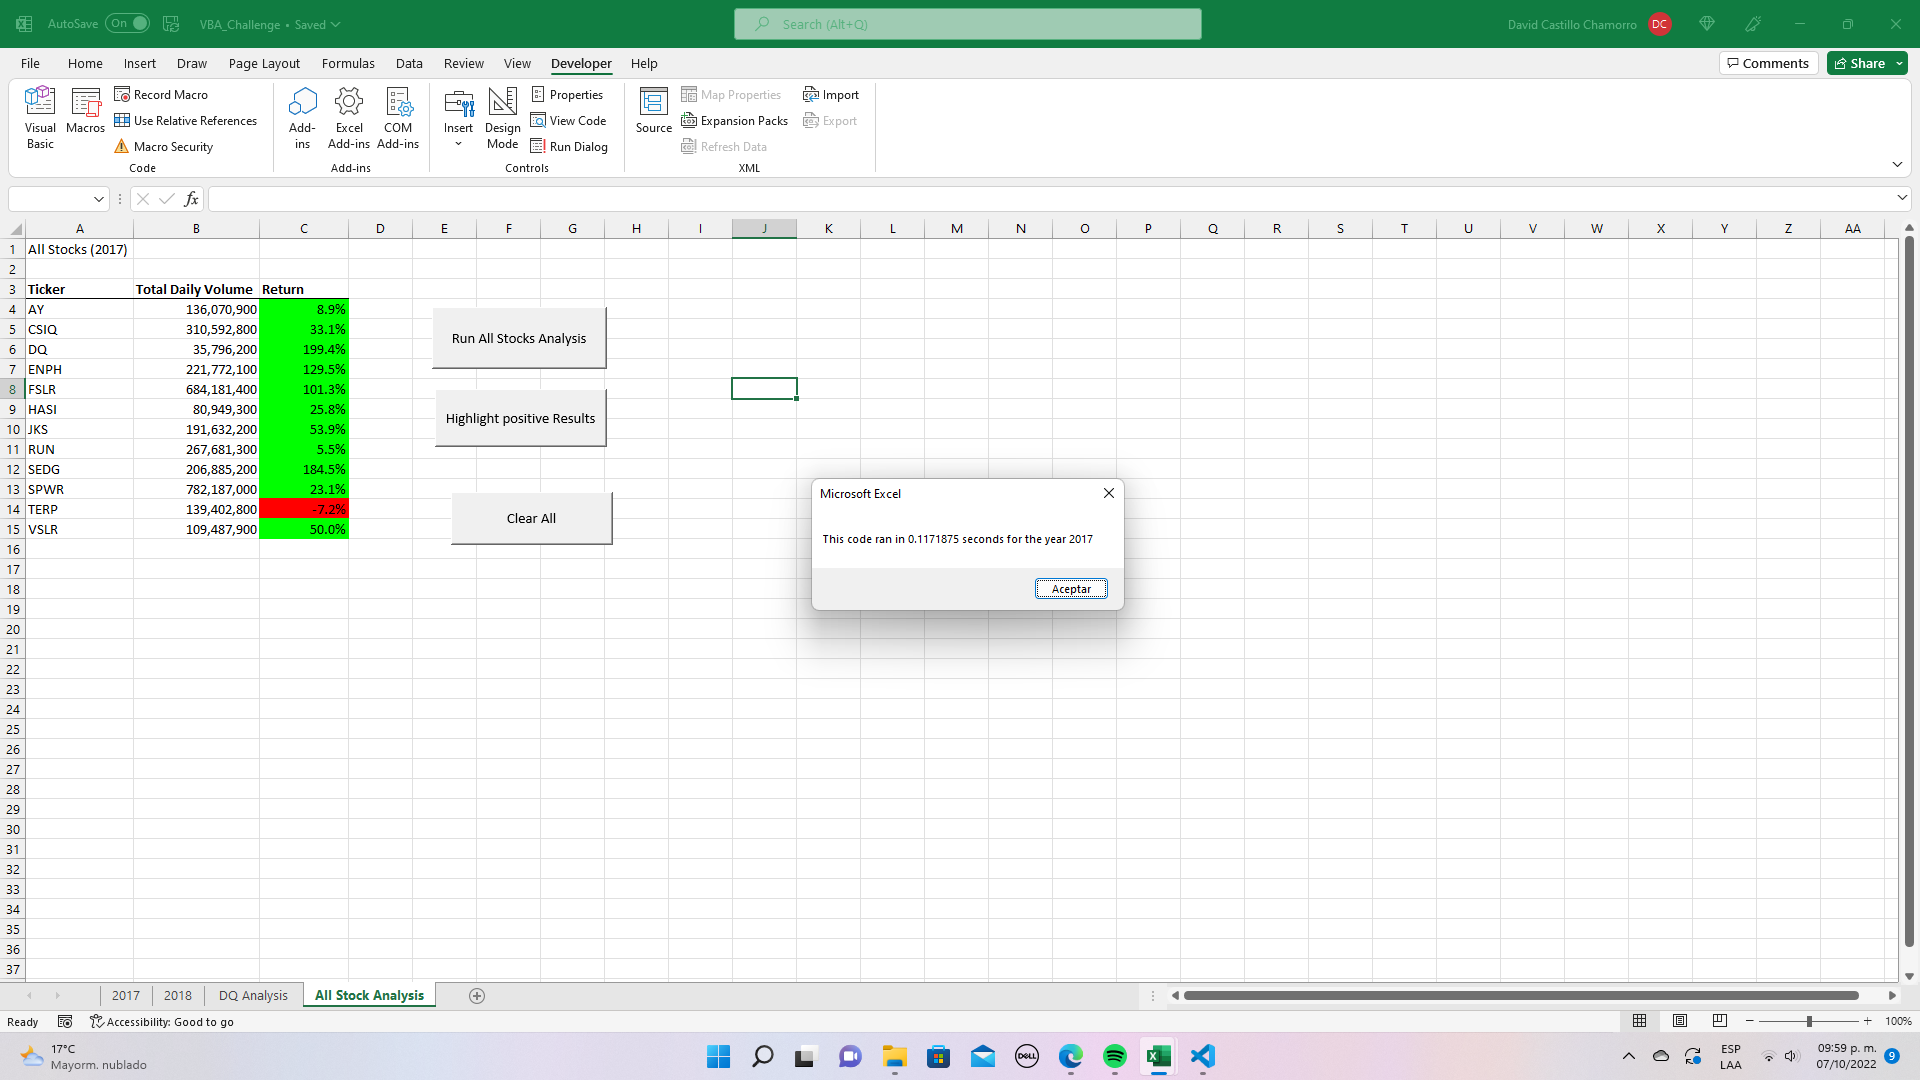 AutoSave On VBA_Challenge • Saved Search (Alt+Q) David Castillo Chamorro DC
File Home Insert Draw Page Layout Formulas Data Review View Developer Help Comments Share
Visual Basic
Macros
Record Macro
Use Relative References
Macro Security
Code
Add-ins
Excel Add-ins
COM Add-ins
Add-ins
Insert
Design Mode
Properties
View Code
Run Dialog
Controls
Source
Map Properties
Expansion Packs
Refresh Data
Import
Export
XML
fx
A B C D E F G H I J K L M N O P Q R S T U V W X Y Z AA
1 All Stocks (2017)
2
3 Ticker Total Daily Volume Return
4 AY 136,070,900 8.9%
5 CSIQ 310,592,800 33.1%
6 DQ 35,796,200 199.4%
7 ENPH 221,772,100 129.5%
8 FSLR 684,181,400 101.3%
9 HASI 80,949,300 25.8%
10 JKS 191,632,200 53.9%
11 RUN 267,681,300 5.5%
12 SEDG 206,885,200 184.5%
13 SPWR 782,187,000 23.1%
14 TERP 139,402,800 -7.2%
15 VSLR 109,487,900 50.0%
16
17
18
19
20
21
22
23
24
25
26
27
28
29
30
31
32
33
34
35
36
37
Run All Stocks Analysis
Highlight positive Results
Clear All
Microsoft Excel
This code ran in 0.1171875 seconds for the year 2017
Aceptar
2017 2018 DQ Analysis All Stock Analysis
Ready Accessibility: Good to go 100%
17°C
Mayorm. nublado
DELL
ESP
LAA
09:59 p. m.
07/10/2022
9